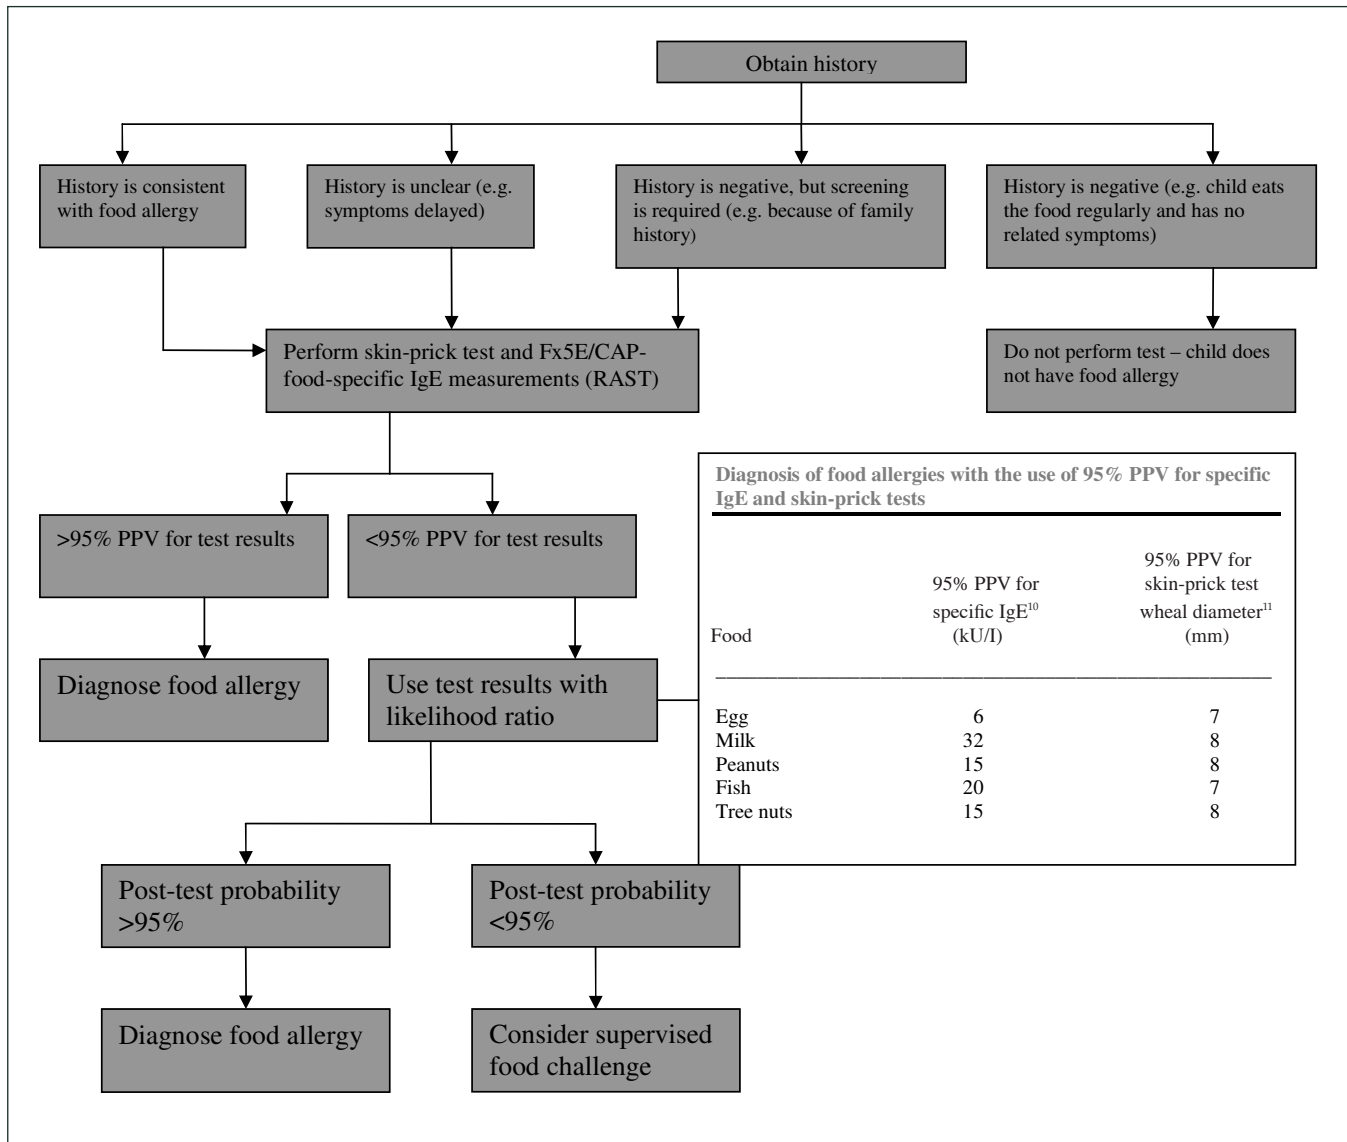 Obtain history
History is consistent
with food allergy
History is unclear (e.g.
symptoms delayed)
History is negative, but screening
is required (e.g. because of family
history)
History is negative (e.g. child eats
the food regularly and has no
related symptoms)
Perform skin-prick test and Fx5E/CAP-
food-specific IgE measurements (RAST)
Do not perform test – child does
not have food allergy
>95% PPV for test results
<95% PPV for test results
Diagnose food allergy
Use test results with
likelihood ratio
Diagnosis of food allergies with the use of 95% PPV for specific
IgE and skin-prick tests
Food
95% PPV for
specific IgE10
(kU/I)
95% PPV for
skin-prick test
wheal diameter11
(mm)
Egg 6 7
Milk 32 8
Peanuts 15 8
Fish 20 7
Tree nuts 15 8
Post-test probability
>95%
Post-test probability
<95%
Diagnose food allergy
Consider supervised
food challenge